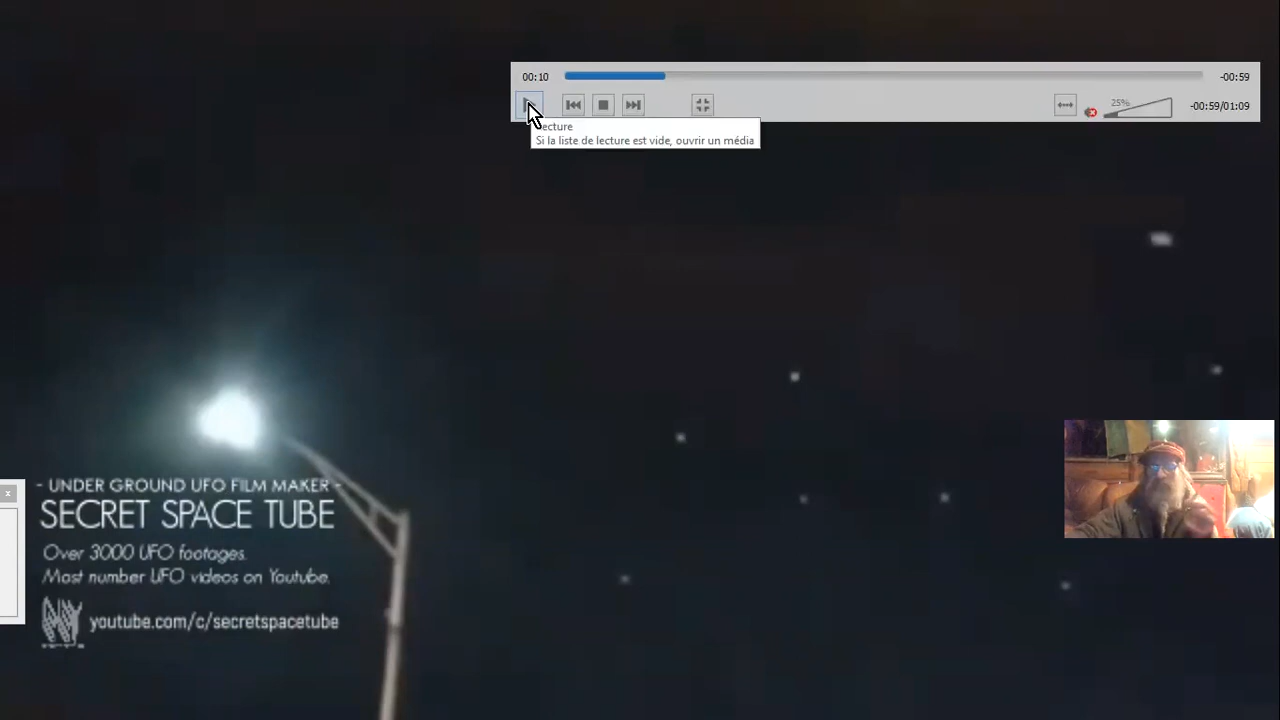 00:10
-00:59
25%
-00:59/01:09
Lecture
Si la liste de lecture est vide, ouvrir un média
- UNDER GROUND UFO FILM MAKER -
SECRET SPACE TUBE
Over 3000 UFO footages.
Most number UFO videos on Youtube.
youtube.com/c/secretspacetube